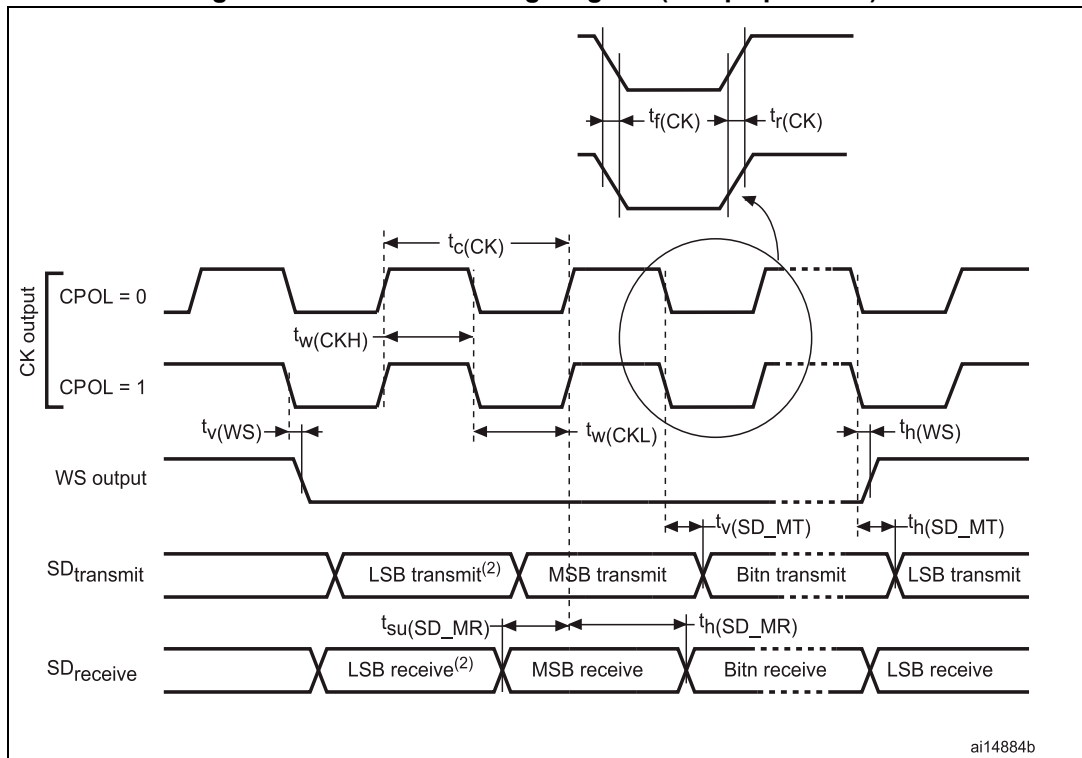 tf(CK)
tr(CK)
tc(CK)
CK output
CPOL = 0
tw(CKH)
CPOL = 1
tv(WS)
tw(CKL)
th(WS)
WS output
tv(SD_MT)
th(SD_MT)
SDtransmit
LSB transmit(2)
MSB transmit
Bitn transmit
LSB transmit
tsu(SD_MR)
th(SD_MR)
SDreceive
LSB receive(2)
MSB receive
Bitn receive
LSB receive
ai14884b